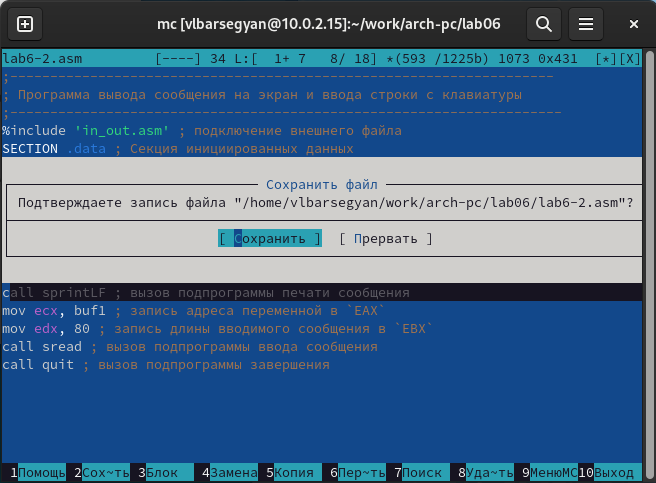 mc [vlbarsegyan@10.0.2.15]:~/work/arch-pc/lab06
lab6-2.asm [----] 34 L:[ 1+ 7 8/ 18] *(593 /1225b) 1073 0x431 [*][X]
;--------------------------------------------------------------------
; Программа вывода сообщения на экран и ввода строки с клавиатуры
;---------------------------------------------------------------------
%include 'in_out.asm' ; подключение внешнего файла
SECTION .data ; Секция инициированных данных
Сохранить файл
Подтверждаете запись файла "/home/vlbarsegyan/work/arch-pc/lab06/lab6-2.asm"?
[ Сохранить ] [ Прервать ]
call sprintLF ; вызов подпрограммы печати сообщения
mov ecx, buf1 ; запись адреса переменной в `EAX`
mov edx, 80 ; запись длины вводимого сообщения в `EBX`
call sread ; вызов подпрограммы ввода сообщения
call quit ; вызов подпрограммы завершения
1Помощь 2Сох~ть 3Блок 4Замена 5Копия 6Пер~ть 7Поиск 8Уда~ть 9МенюМС 10Выход